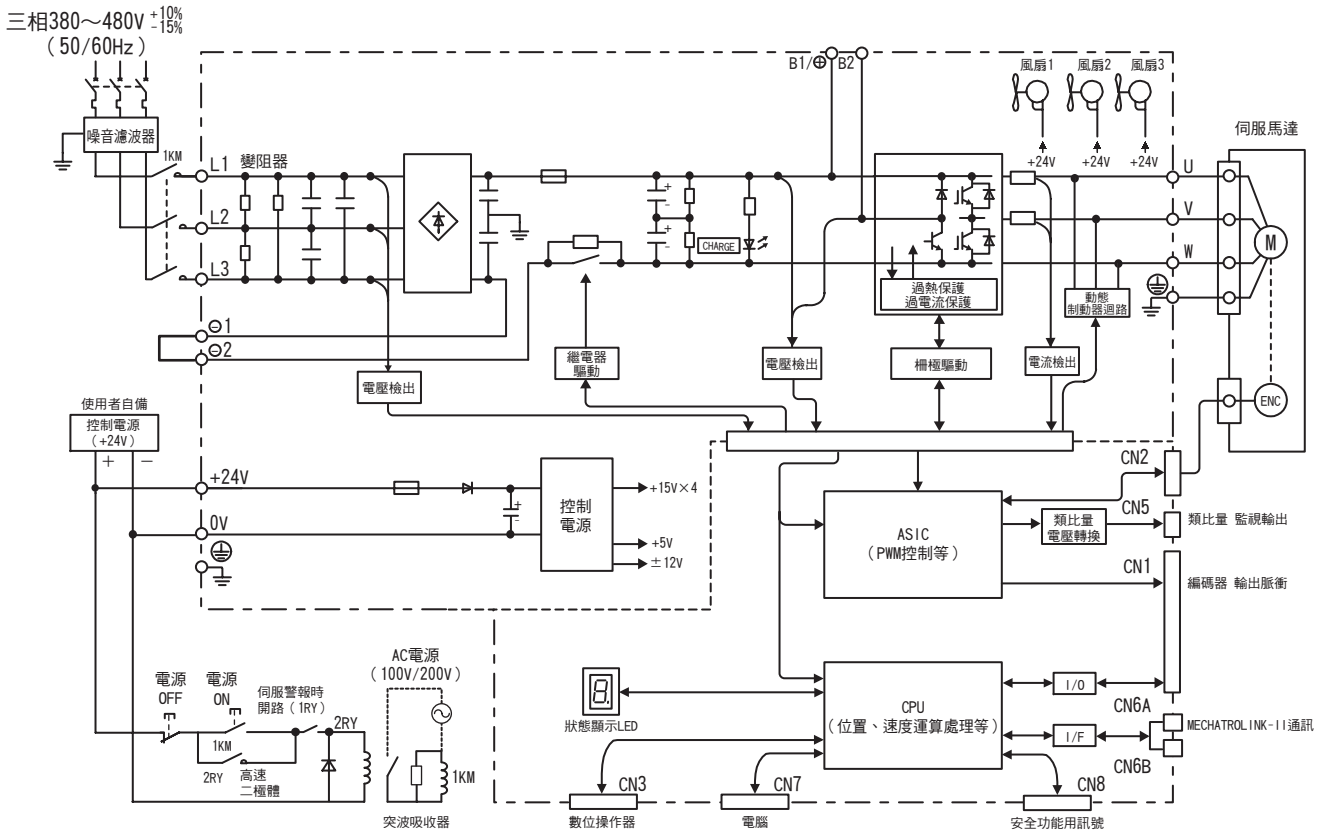 三相380～480V +10% -15%
（50/60Hz）
噪音濾波器
1KM
L1
變阻器
L2
L3
⊖1
⊖2
B1/⊕
B2
風扇1
風扇2
風扇3
+24V
+24V
+24V
伺服馬達
U
V
W
M
ENC
+
-
+
-
CHARGE
過熱保護
過電流保護
動態
制動器迴路
電壓檢出
繼電器
驅動
電壓檢出
柵極驅動
電流檢出
使用者自備
控制電源
（+24V）
＋
－
+24V
0V
+
-
控制
電源
+15V×4
+5V
±12V
ASIC
（PWM控制等）
類比量
電壓轉換
CN2
CN5
類比量 監視輸出
CN1
編碼器 輸出脈衝
電源
OFF
電源
ON
伺服警報時
開路（1RY）
2RY
1KM
2RY
高速
二極體
AC電源
（100V/200V）
1KM
突波吸收器
8.
狀態顯示LED
CPU
（位置、速度運算處理等）
I/O
I/F
CN6A
MECHATROLINK-II通訊
CN6B
CN3
數位操作器
CN7
電腦
CN8
安全功能用訊號